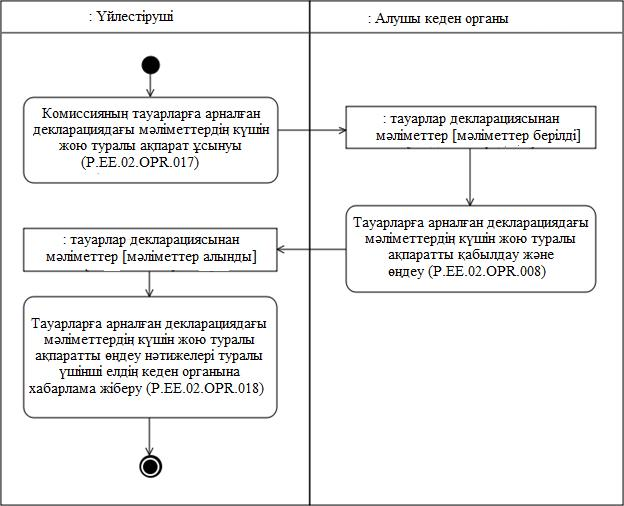 : Үйлестіруші
: Алушы кеден органы
Комиссияның тауарларға арналған
декларациядағы мәліметтердің күшін
жою туралы ақпарат ұсынуы
(P.EE.02.OPR.017)
: тауарлар декларациясынан
мәліметтер [мәліметтер берілді]
Тауарларға арналған декларациядағы
мәліметтердің күшін жою туралы
ақпаратты қабылдау және
өңдеу (P.EE.02.OPR.008)
: тауарлар декларациясынан
мәліметтер [мәліметтер алынды]
Тауарларға арналған декларациядағы
мәліметтердің күшін жою туралы
ақпаратты өңдеу нәтижелері туралы
үшінші елдің кеден органына
хабарлама жіберу (P.EE.02.OPR.018)